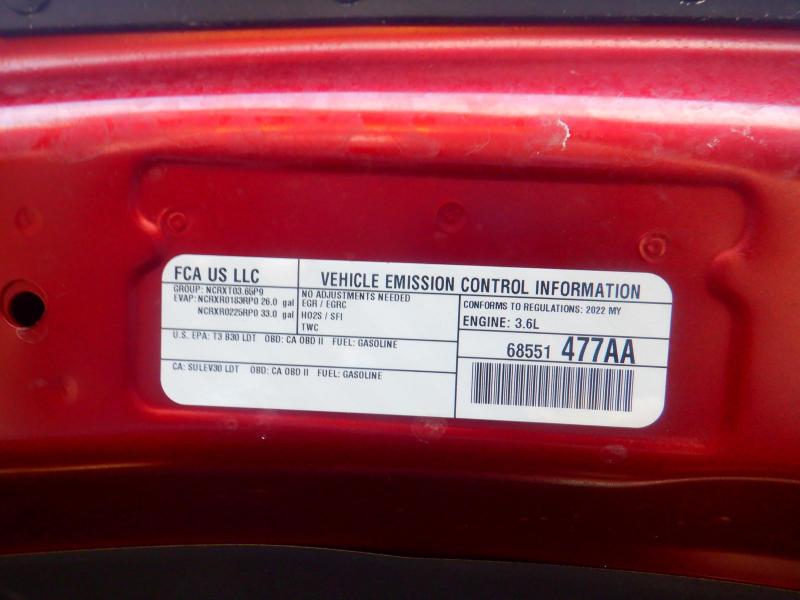 FCA US LLC
VEHICLE EMISSION CONTROL INFORMATION
GROUP: NCRXT03.65P9
EVAP: NCRXR0183RP0 26.0 gal
NCRXR0225RP0 33.0 gal
NO ADJUSTMENTS NEEDED
EGR / EGRC
HO2S / SFI
TWC
CONFORMS TO REGULATIONS: 2022 MY
ENGINE: 3.6L
U.S. EPA: T3 B30 LDT OBD: CA OBD II FUEL: GASOLINE
CA: SULEV30 LDT OBD: CA OBD II FUEL: GASOLINE
68551 477AA